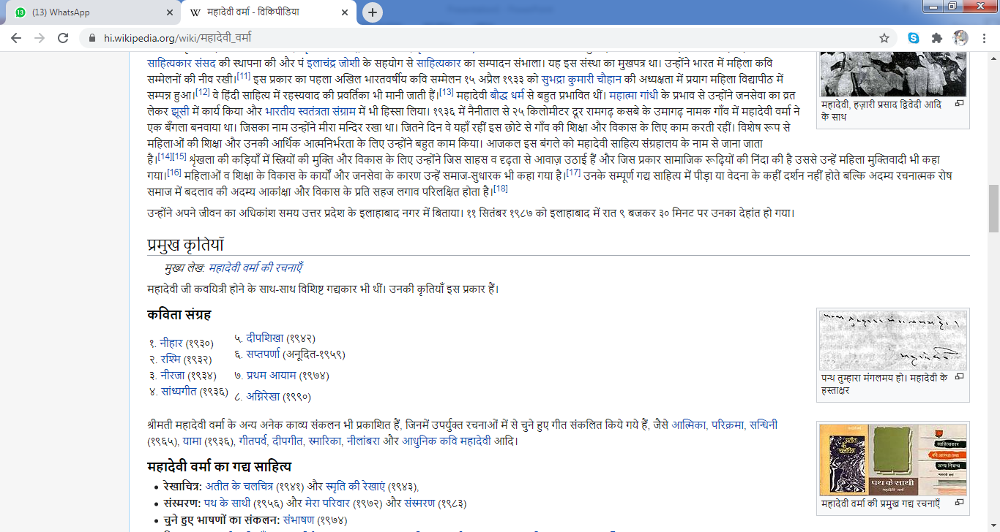 (13) WhatsApp
महादेवी वर्मा - विकिपीडिया
hi.wikipedia.org/wiki/महादेवी_वर्मा
साहित्यकार संसद की स्थापना की और पं इलाचंद्र जोशी के सहयोग से साहित्यकार का सम्पादन संभाला। यह इस संस्था का मुखपत्र था। उन्होंने भारत में महिला कवि
सम्मेलनों की नीव रखी।[11] इस प्रकार का पहला अखिल भारतवर्षीय कवि सम्मेलन १५ अप्रैल १९३३ को सुभद्रा कुमारी चौहान की अध्यक्षता में प्रयाग महिला विद्यापीठ में
सम्पन्न हुआ।[12] वे हिंदी साहित्य में रहस्यवाद की प्रवर्तिका भी मानी जाती हैं।[13] महादेवी बौद्ध धर्म से बहुत प्रभावित थीं। महात्मा गांधी के प्रभाव से उन्होंने जनसेवा का व्रत
लेकर झूसी में कार्य किया और भारतीय स्वतंत्रता संग्राम में भी हिस्सा लिया। १९३६ में नैनीताल से २५ किलोमीटर दूर रामगढ़ कसबे के उमागढ़ नामक गाँव में महादेवी वर्मा ने
एक बँगला बनवाया था। जिसका नाम उन्होंने मीरा मन्दिर रखा था। जितने दिन वे यहाँ रहीं इस छोटे से गाँव की शिक्षा और विकास के लिए काम करती रहीं। विशेष रूप से
महिलाओं की शिक्षा और उनकी आर्थिक आत्मनिर्भरता के लिए उन्होंने बहुत काम किया। आजकल इस बंगले को महादेवी साहित्य संग्रहालय के नाम से जाना जाता
है।[14][15] शृंखला की कड़ियाँ में स्त्रियों की मुक्ति और विकास के लिए उन्होंने जिस साहस व दृढ़ता से आवाज़ उठाई हैं और जिस प्रकार सामाजिक रूढ़ियों की निंदा की है उससे उन्हें महिला मुक्तिवादी भी कहा
गया।[16] महिलाओं व शिक्षा के विकास के कार्यों और जनसेवा के कारण उन्हें समाज-सुधारक भी कहा गया है।[17] उनके सम्पूर्ण गद्य साहित्य में पीड़ा या वेदना के कहीं दर्शन नहीं होते बल्कि अदम्य रचनात्मक रोष
समाज में बदलाव की अदम्य आकांक्षा और विकास के प्रति सहज लगाव परिलक्षित होता है।[18]
उन्होंने अपने जीवन का अधिकांश समय उत्तर प्रदेश के इलाहाबाद नगर में बिताया। ११ सितंबर १९८७ को इलाहाबाद में रात ९ बजकर ३० मिनट पर उनका देहांत हो गया।
महादेवी, हज़ारी प्रसाद द्विवेदी आदि
के साथ
प्रमुख कृतियाँ
मुख्य लेख: महादेवी वर्मा की रचनाएँ
महादेवी जी कवयित्री होने के साथ-साथ विशिष्ट गद्यकार भी थीं। उनकी कृतियाँ इस प्रकार हैं।
कविता संग्रह
१. नीहार (१९३०)
२. रश्मि (१९३२)
३. नीरजा (१९३४)
४. सांध्यगीत (१९३६)
५. दीपशिखा (१९४२)
६. सप्तपर्णा (अनूदित-१९५९)
७. प्रथम आयाम (१९७४)
८. अग्निरेखा (१९९०)
पन्थ तुम्हारा मंगलमय हो। महादेवी के
हस्ताक्षर
श्रीमती महादेवी वर्मा के अन्य अनेक काव्य संकलन भी प्रकाशित हैं, जिनमें उपर्युक्त रचनाओं में से चुने हुए गीत संकलित किये गये हैं, जैसे आत्मिका, परिक्रमा, सन्धिनी
(१९६५), यामा (१९३६), गीतपर्व, दीपगीत, स्मारिका, नीलांबरा और आधुनिक कवि महादेवी आदि।
महादेवी वर्मा का गद्य साहित्य
• रेखाचित्र: अतीत के चलचित्र (१९४१) और स्मृति की रेखाएं (१९४३),
• संस्मरण: पथ के साथी (१९५६) और मेरा परिवार (१९७२) और संस्मरण (१९८३)
• चुने हुए भाषणों का संकलन: संभाषण (१९७४)
अतीत
के
चलचित्र
पथ के साथी
साहित्यकार
की आस्था तथा
अन्य निबन्ध
महादेवी वर्मा की प्रमुख गद्य रचनाएँ